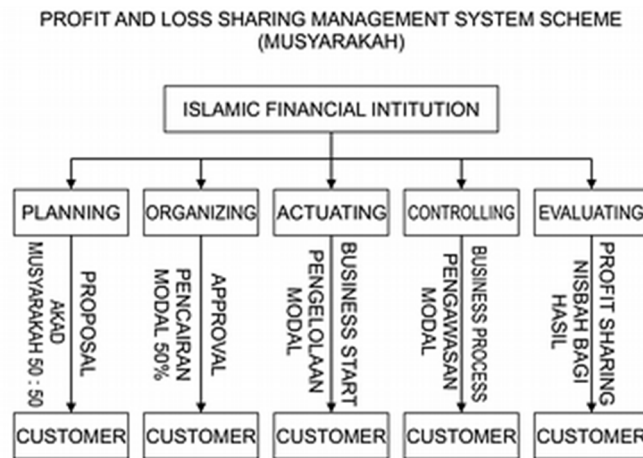 PROFIT AND LOSS SHARING MANAGEMENT SYSTEM SCHEME
(MUSYARAKAH)
ISLAMIC FINANCIAL INTITUTION
PLANNING
ORGANIZING
ACTUATING
CONTROLLING
EVALUATING
PROPOSAL
AKAD
MUSYARAKAH 50 : 50
APPROVAL
PENCAIRAN
MODAL 50%
BUSINESS START
PENGELOLAAN
MODAL
BUSINESS PROCESS
PENGAWASAN
MODAL
PROFIT SHARING
NISBAH BAGI
HASIL
CUSTOMER
CUSTOMER
CUSTOMER
CUSTOMER
CUSTOMER